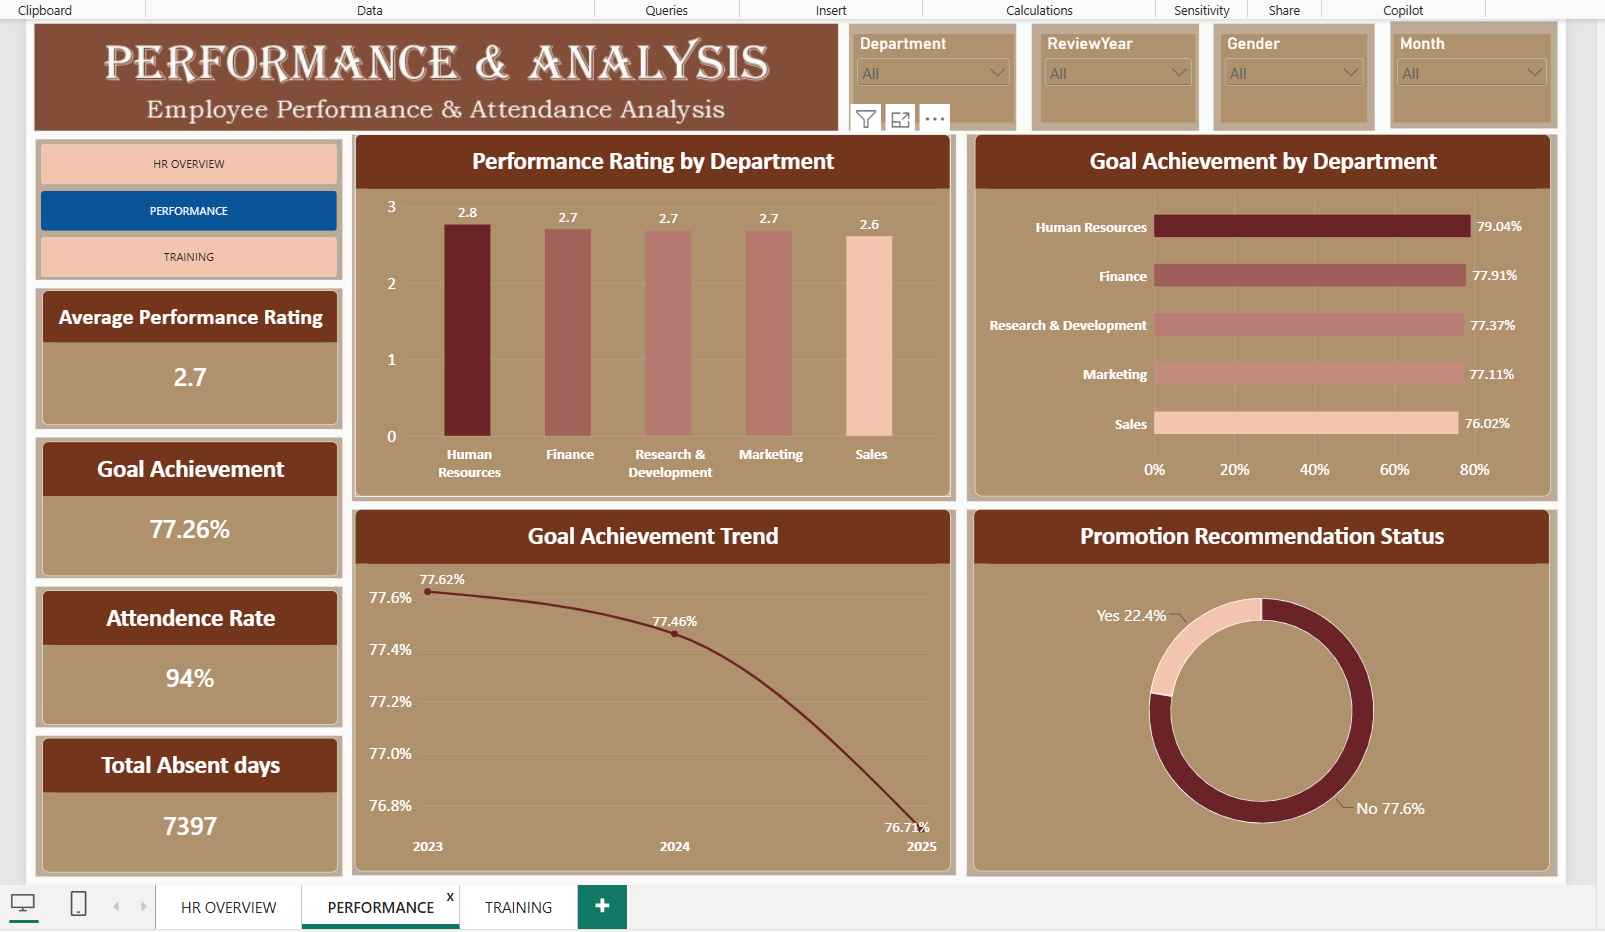 Clipboard
Data
Queries
Insert
Calculations
Sensitivity
Share
Copilot
PERFORMANCE & ANALYSIS
Employee Performance & Attendance Analysis
Department
All
ReviewYear
All
Gender
All
Month
All
HR OVERVIEW
PERFORMANCE
TRAINING
Average Performance Rating
2.7
Goal Achievement
77.26%
Attendence Rate
94%
Total Absent days
7397
Performance Rating by Department
3
2
1
0
2.8
2.7
2.7
2.7
2.6
Human
Resources
Finance
Research &
Development
Marketing
Sales
Goal Achievement by Department
Human Resources
79.04%
Finance
77.91%
Research & Development
77.37%
Marketing
77.11%
Sales
76.02%
0%
20%
40%
60%
80%
Goal Achievement Trend
77.6%
77.4%
77.2%
77.0%
76.8%
77.62%
77.46%
76.71%
2023
2024
2025
Promotion Recommendation Status
Yes 22.4%
No 77.6%
HR OVERVIEW
PERFORMANCE
X
TRAINING
+